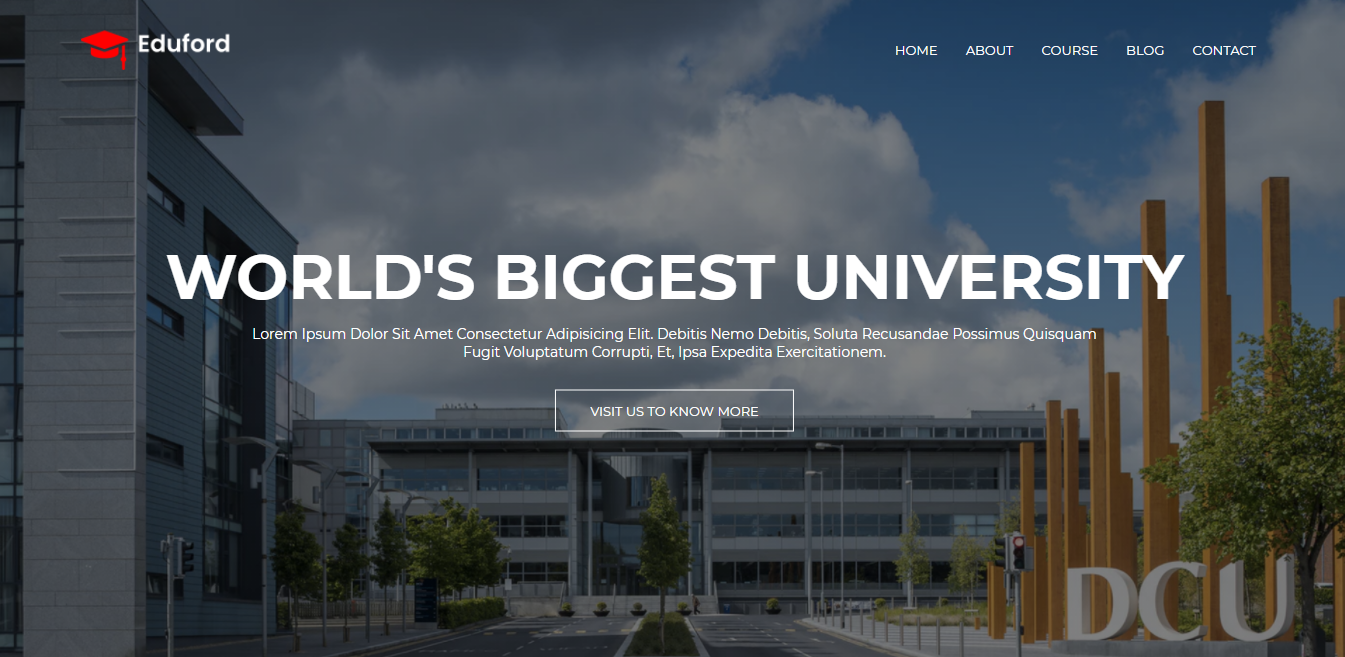 Eduford
HOME ABOUT COURSE BLOG CONTACT
WORLD'S BIGGEST UNIVERSITY
Lorem Ipsum Dolor Sit Amet Consectetur Adipisicing Elit. Debitis Nemo Debitis, Soluta Recusandae Possimus Quisquam
Fugit Voluptatum Corrupti, Et, Ipsa Expedita Exercitationem.
VISIT US TO KNOW MORE
DCU